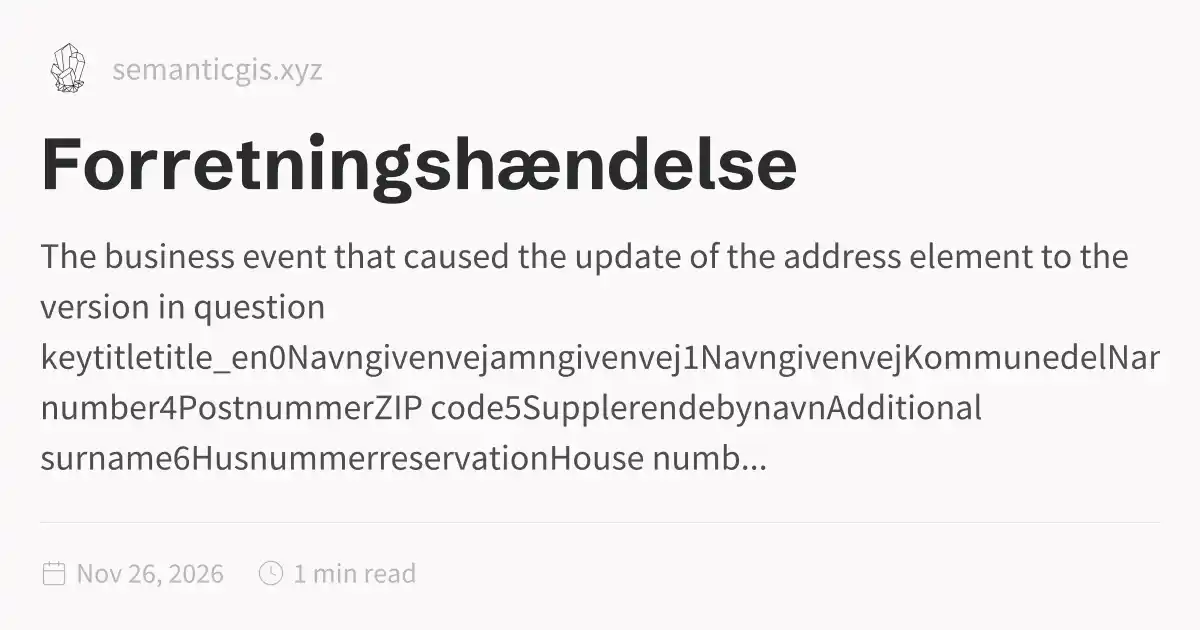 semanticgis.xyz
Forretningshændelse
The business event that caused the update of the address element to the
version in question
keytitletitle_en0Navngivenvejamngivenvej1NavngivenvejKommunedelNar
number4PostnummerZIP code5SupplerendebynavnAdditional
surname6HusnummerreservationHouse numb...
Nov 26, 2026 1 min read